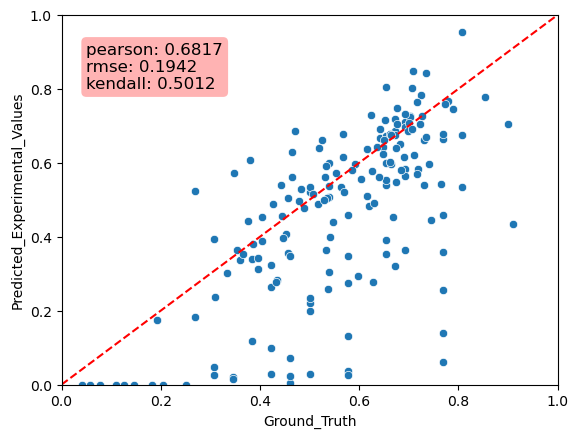 pearson: 0.6817
rmse: 0.1942
kendall: 0.5012
Predicted_Experimental_Values
1.0
0.8
0.6
0.4
0.2
0.0
0.0 0.2 0.4 0.6 0.8 1.0
Ground_Truth